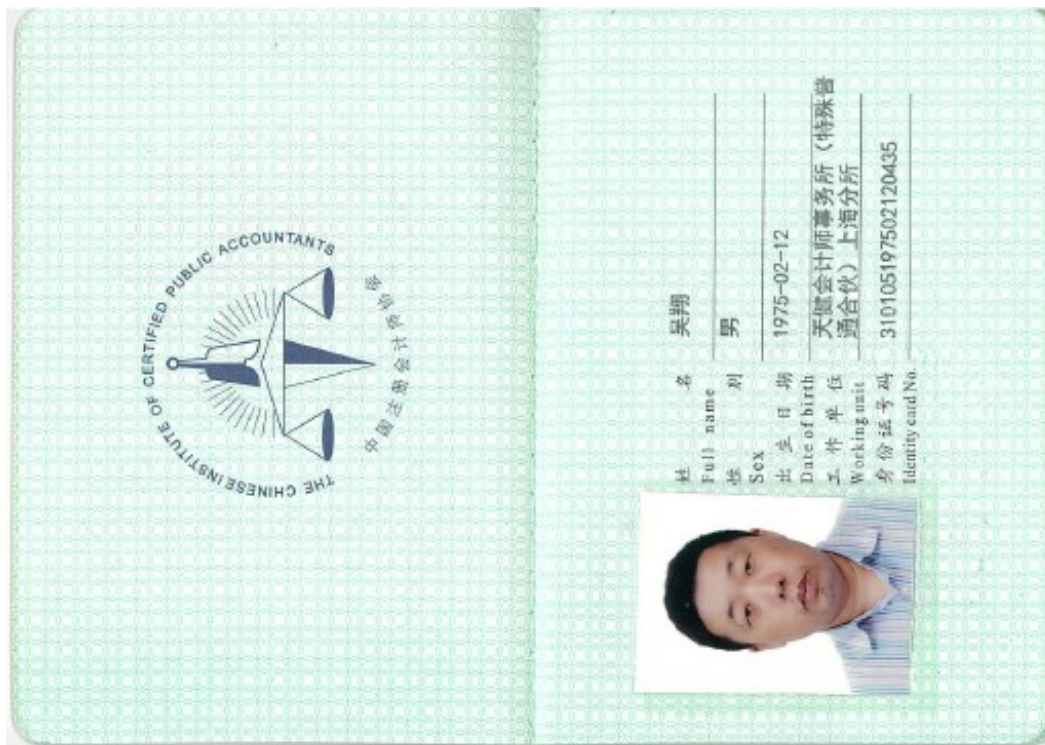 THE CHINESE INSTITUTE OF CERTIFIED PUBLIC ACCOUNTANTS
中国注册会计师协会
姓 名 吴翔
Full name
性 别 男
Sex
出 生 日 期 1975-02-12
Date of birth
工 作 单 位 天健会计师事务所（特殊普
Working unit 通合伙）上海分所
身 份 证 号 码 310105197502120435
Identity card No.